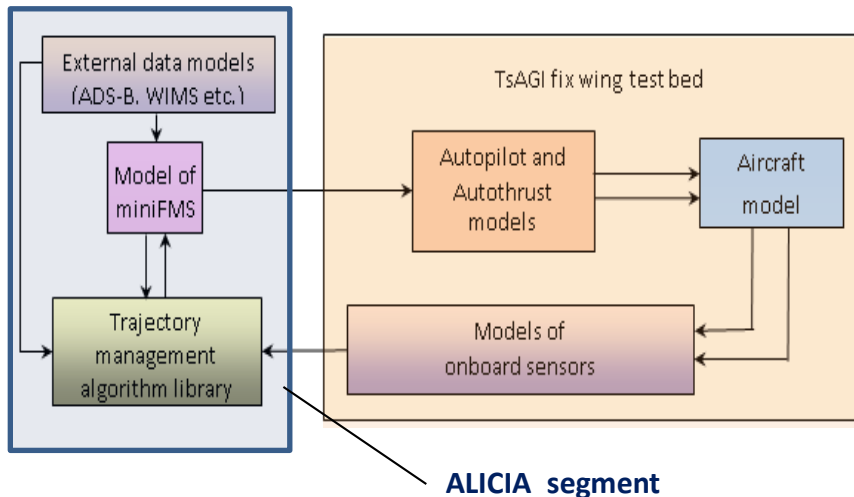 External data models
(ADS-B, WIMS etc.)
TsAGI fix wing test bed
Model of
miniFMS
Autopilot and
Autothrust
models
Aircraft
model
Trajectory
management
algorithm library
Models of
onboard sensors
ALICIA segment